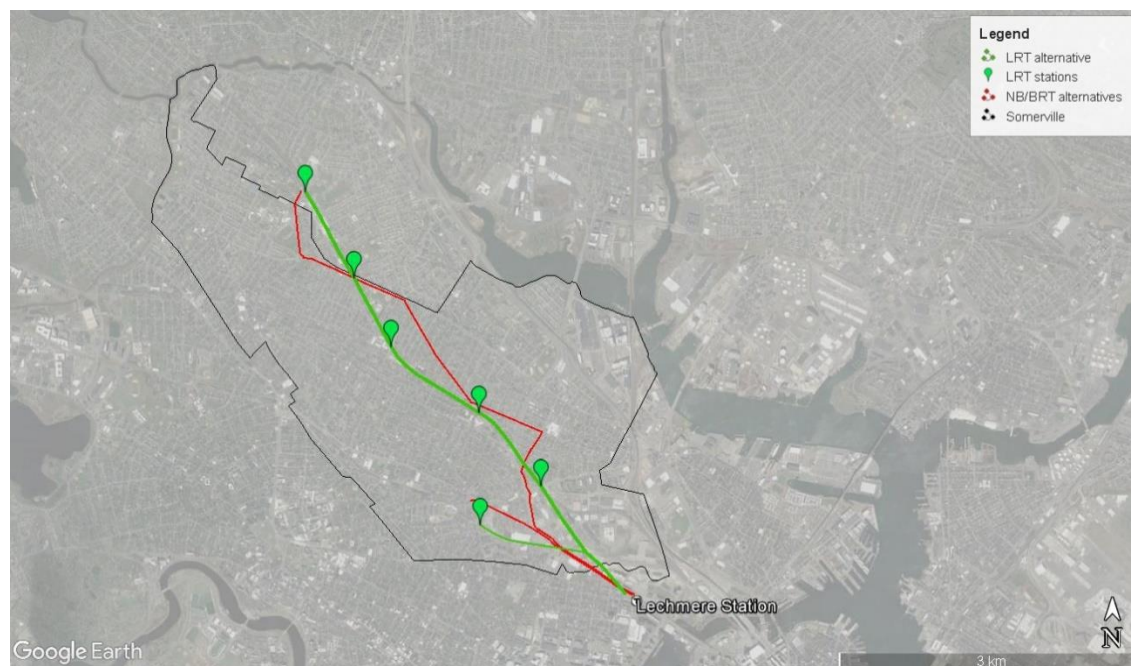 Legend
LRT alternative
LRT stations
NB/BRT alternatives
Somerville
Lechmere Station
N
Google Earth
3 km